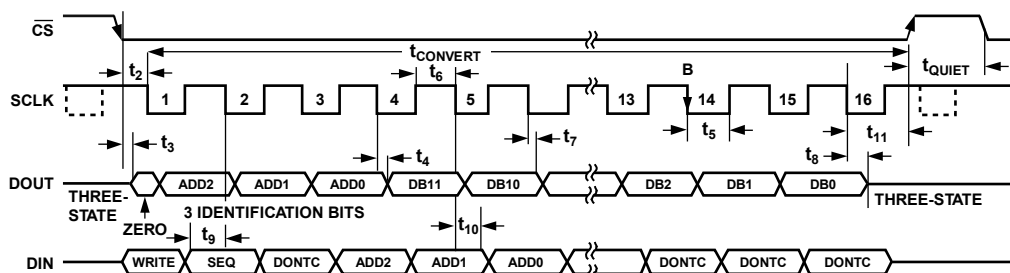 CS
t2
tCONVERT
t6
tQUIET
SCLK
1 2 3 4 5 13 B 14 15 16
t3
t4
t7
t5
t8
t11
DOUT
THREE-STATE
ZERO
ADD2 ADD1 ADD0 DB11 DB10 DB2 DB1 DB0
THREE-STATE
3 IDENTIFICATION BITS
t9
t10
DIN
WRITE SEQ DONTC ADD2 ADD1 ADD0 DONTC DONTC DONTC